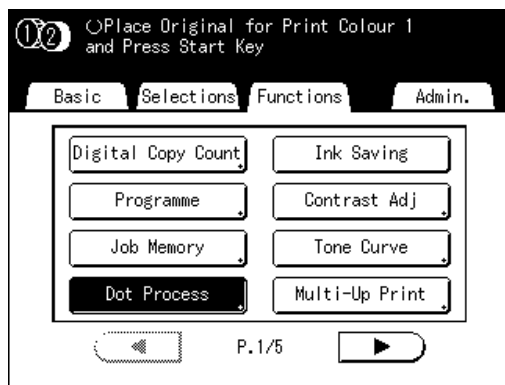 ①② Place Original for Print Colour 1
and Press Start Key
Basic Selections Functions Admin.
Digital Copy Count Ink Saving
Programme Contrast Adj
Job Memory Tone Curve
Dot Process Multi-Up Print
P.1/5